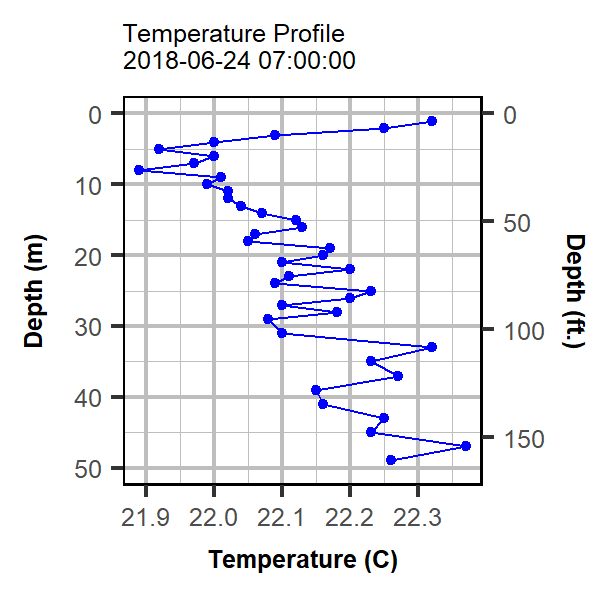 Temperature Profile
2018-06-24 07:00:00
0
10
20
30
40
50
Depth (m)
0
50
100
150
Depth (ft.)
21.9 22.0 22.1 22.2 22.3
Temperature (C)